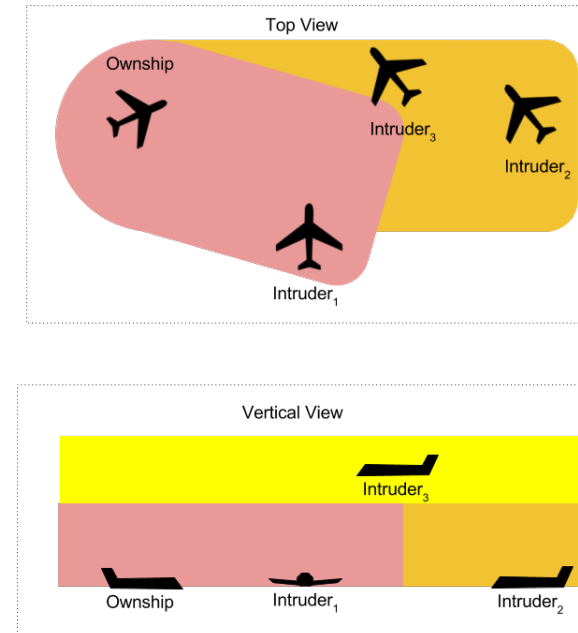 Top View
Ownship
Intruder₃
Intruder₂
Intruder₁
Vertical View
Intruder₃
Ownship
Intruder₁
Intruder₂